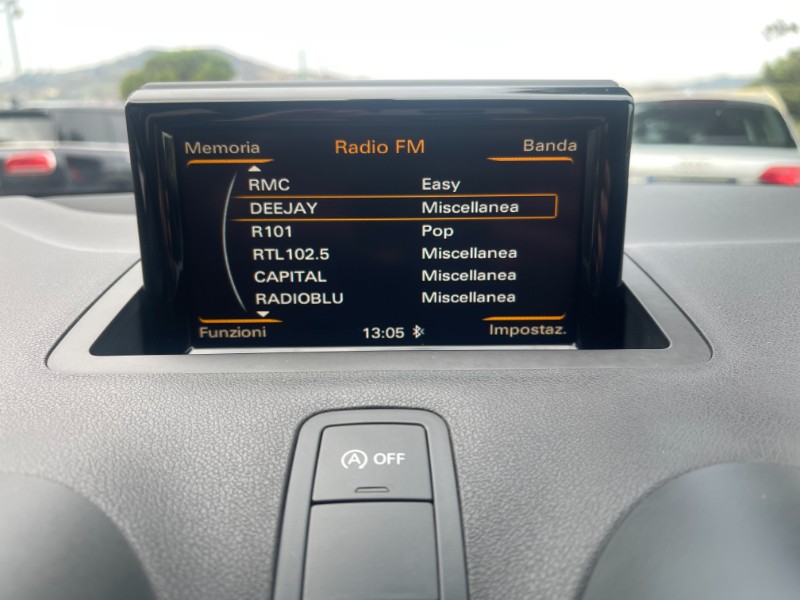 Memoria Radio FM Banda
RMC Easy
DEEJAY Miscellanea
R101 Pop
RTL102.5 Miscellanea
CAPITAL Miscellanea
RADIOBLU Miscellanea
Funzioni 13:05 Impostaz.
A OFF